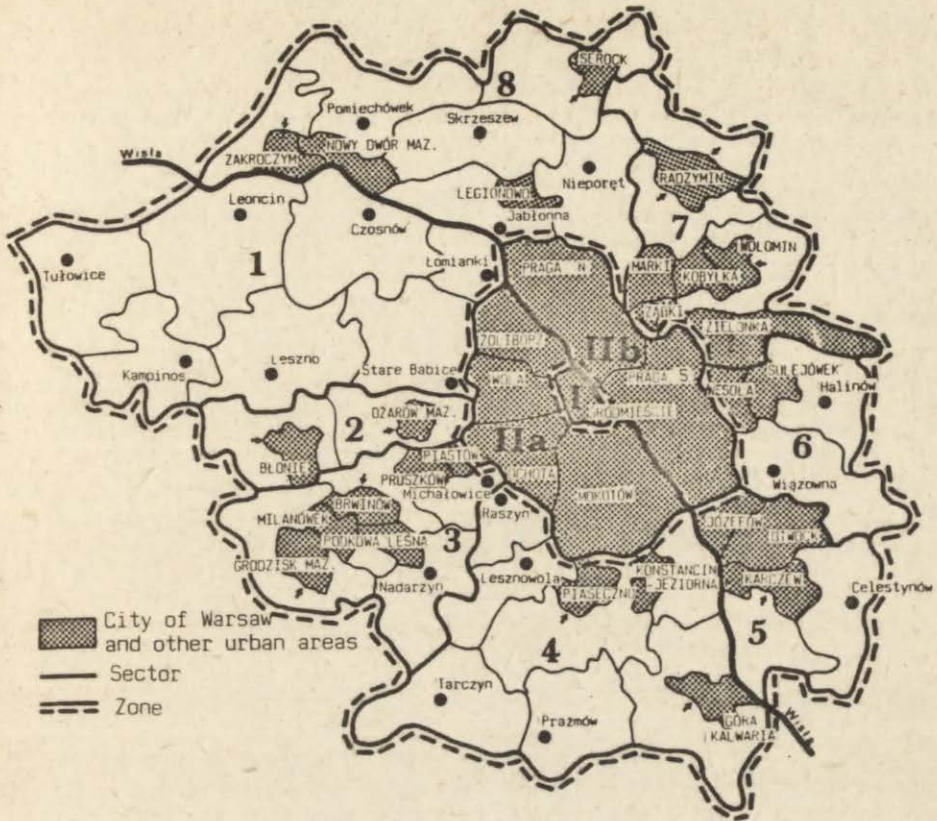 SEROCK
8
Pomiechówek
Skrzeszew
Wisła
ZAKROCZYM
NOWY DWÓR MAZ.
Nieporęt
RADZYMIN
LEGIONOWO
Leoncin
Jabłonna
Czosnów
7
WOŁOMIN
1
Łomianki
PRAGA N
MARKI
KOBYŁKA
Tułowice
ZĄBKI
ZIELONKA
ŻOLIBORZ
IIb
SULEJÓWEK
Kampinos
Leszno
Stare Babice
WOLA
I
PRAGA S
WESOŁA
Halinów
ŚRÓDMIEŚCIE
OŻARÓW MAZ.
2
IIa
6
BŁONIE
PIASTÓW
OCHOTA
Wiązowna
PRUSZKÓW
Michałowice
MOKOTÓW
BRWINÓW
Raszyn
JÓZEFÓW
MILANÓWEK
OTWOCK
PODKOWA LEŚNA
3
GRODZISK MAZ.
Lesznowola
KONSTANCIN
-JEZIORNA
KARCZEW
Nadarzyn
PIASECZNO
Celestynów
4
5
Tarczyn
Prażmów
GÓRA
KALWARIA
Wisła
City of Warsaw
and other urban areas
Sector
Zone